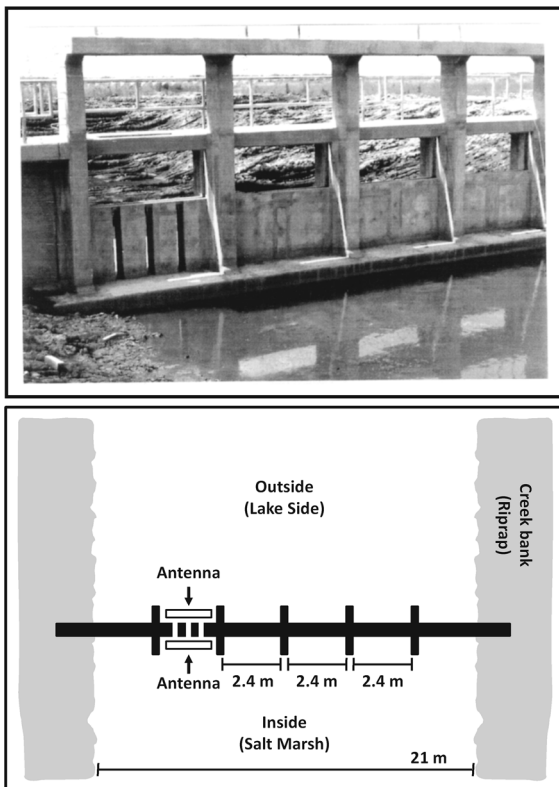 Outside
(Lake Side)
Creek bank
(Riprap)
Antenna
Antenna
2.4 m
2.4 m
2.4 m
Inside
(Salt Marsh)
21 m